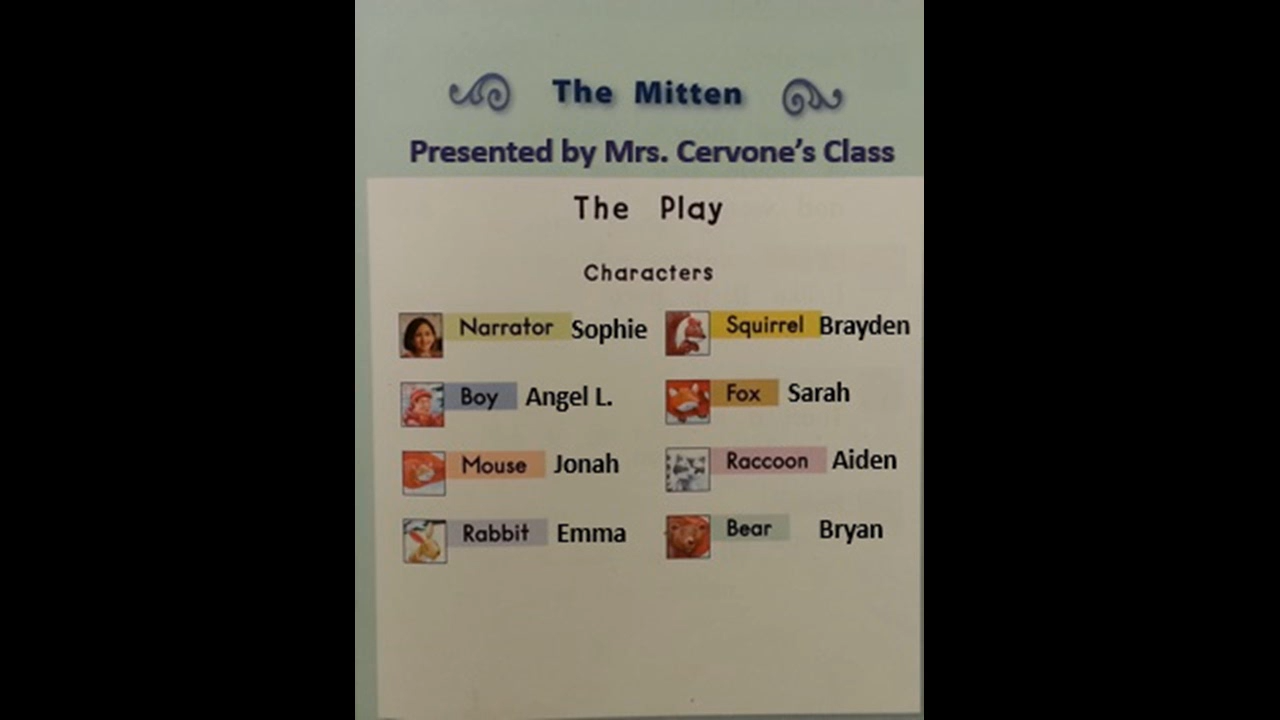 The Mitten
Presented by Mrs. Cervone's Class
The Play
Characters
Narrator Sophie Squirrel Brayden
Boy Angel L. Fox Sarah
Mouse Jonah Raccoon Aiden
Rabbit Emma Bear Bryan